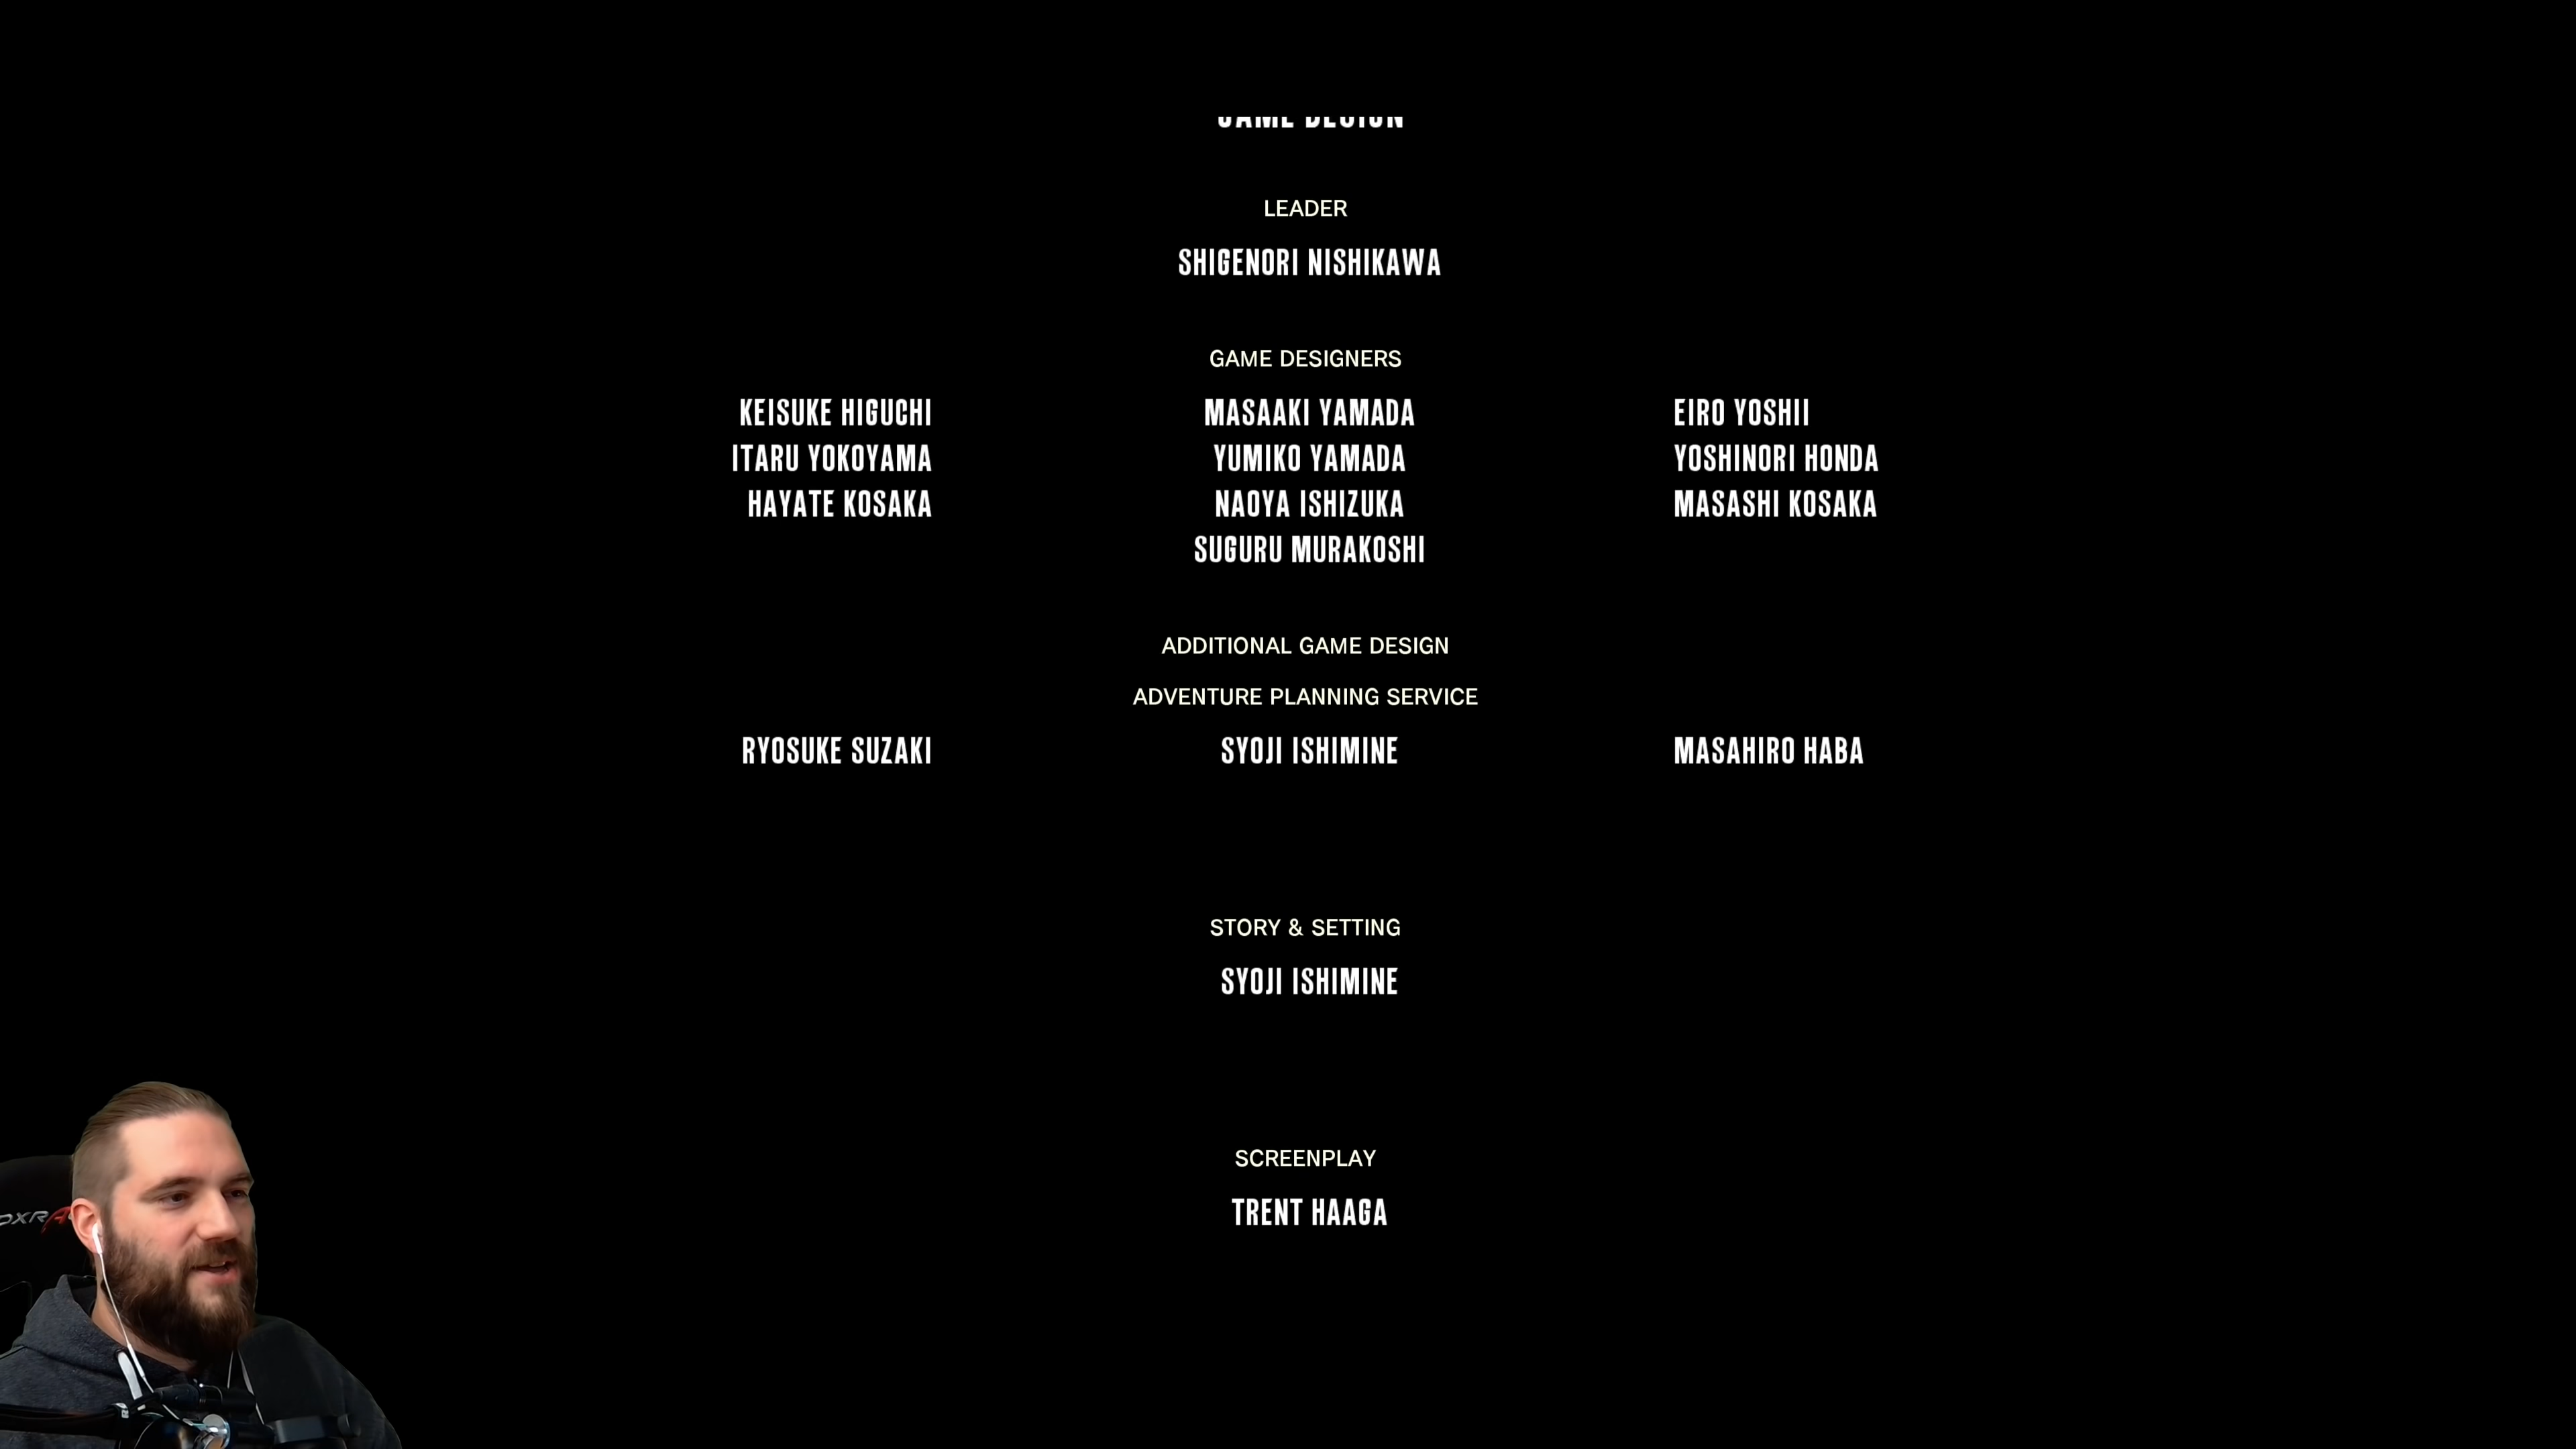 GAME DESIGN
LEADER
SHIGENORI NISHIKAWA
GAME DESIGNERS
KEISUKE HIGUCHI MASAAKI YAMADA EIRO YOSHII
ITARU YOKOYAMA YUMIKO YAMADA YOSHINORI HONDA
HAYATE KOSAKA NAOYA ISHIZUKA MASASHI KOSAKA
SUGURU MURAKOSHI
ADDITIONAL GAME DESIGN
ADVENTURE PLANNING SERVICE
RYOSUKE SUZAKI SYOJI ISHIMINE MASAHIRO HABA
STORY & SETTING
SYOJI ISHIMINE
SCREENPLAY
TRENT HAAGA